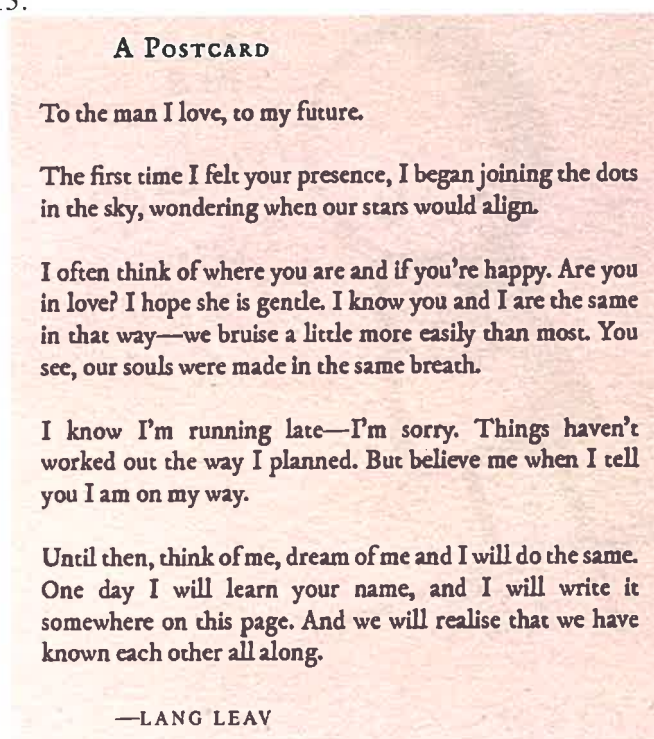 A POSTCARD
To the man I love, to my future.
The first time I felt your presence, I began joining the dots
in the sky, wondering when our stars would align.
I often think of where you are and if you're happy. Are you
in love? I hope she is gentle. I know you and I are the same
in that way—we bruise a little more easily than most. You
see, our souls were made in the same breath.
I know I'm running late—I'm sorry. Things haven't
worked out the way I planned. But believe me when I tell
you I am on my way.
Until then, think of me, dream of me and I will do the same.
One day I will learn your name, and I will write it
somewhere on this page. And we will realise that we have
known each other all along.
—LANG LEAV